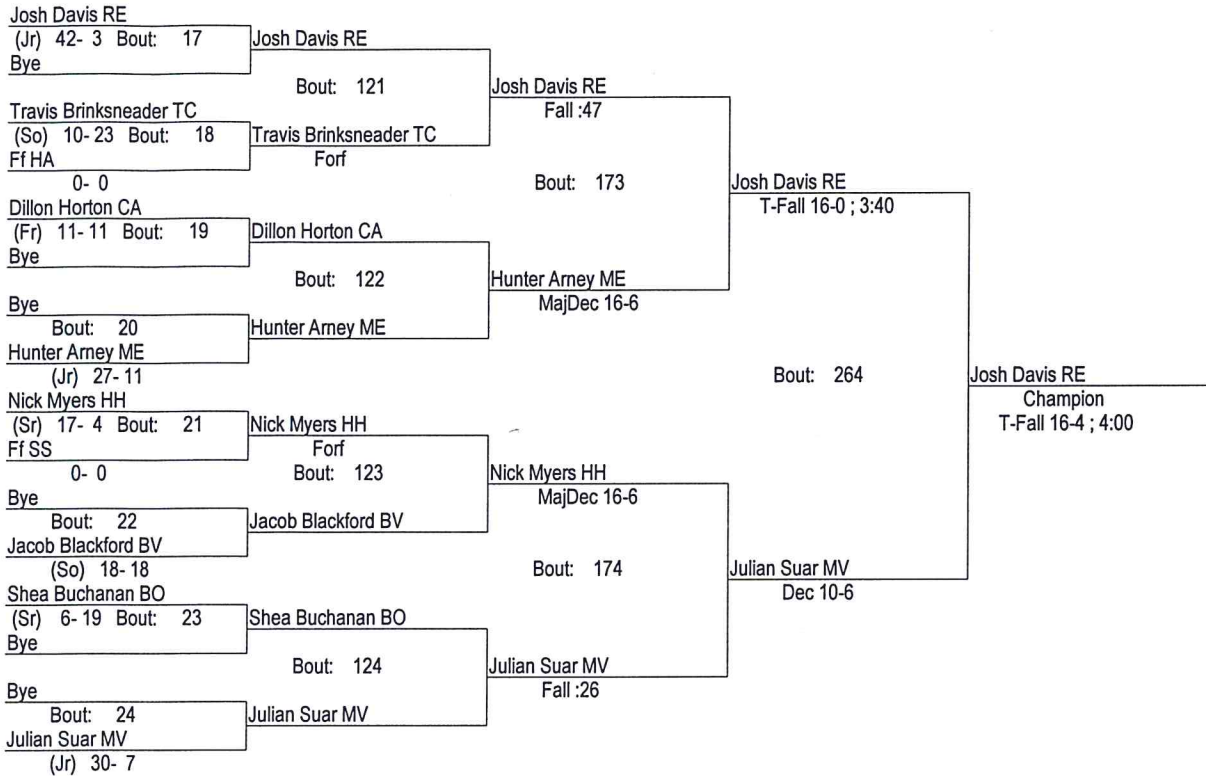 Josh Davis RE
(Jr) 42- 3 Bout: 17
Bye
Josh Davis RE
Bout: 121
Travis Brinksneader TC
(So) 10- 23 Bout: 18
Ff HA
0- 0
Travis Brinksneader TC
Forf
Josh Davis RE
Fall :47
Bout: 173
Dillon Horton CA
(Fr) 11- 11 Bout: 19
Bye
Dillon Horton CA
Bout: 122
Bye
Bout: 20
Hunter Arney ME
(Jr) 27- 11
Hunter Arney ME
Hunter Arney ME
MajDec 16-6
Josh Davis RE
T-Fall 16-0 ; 3:40
Bout: 264
Nick Myers HH
(Sr) 17- 4 Bout: 21
Ff SS
0- 0
Nick Myers HH
Forf
Bout: 123
Bye
Bout: 22
Jacob Blackford BV
(So) 18- 18
Jacob Blackford BV
Nick Myers HH
MajDec 16-6
Bout: 174
Shea Buchanan BO
(Sr) 6- 19 Bout: 23
Bye
Shea Buchanan BO
Bout: 124
Bye
Bout: 24
Julian Suar MV
(Jr) 30- 7
Julian Suar MV
Julian Suar MV
Fall :26
Julian Suar MV
Dec 10-6
Josh Davis RE
Champion
T-Fall 16-4 ; 4:00